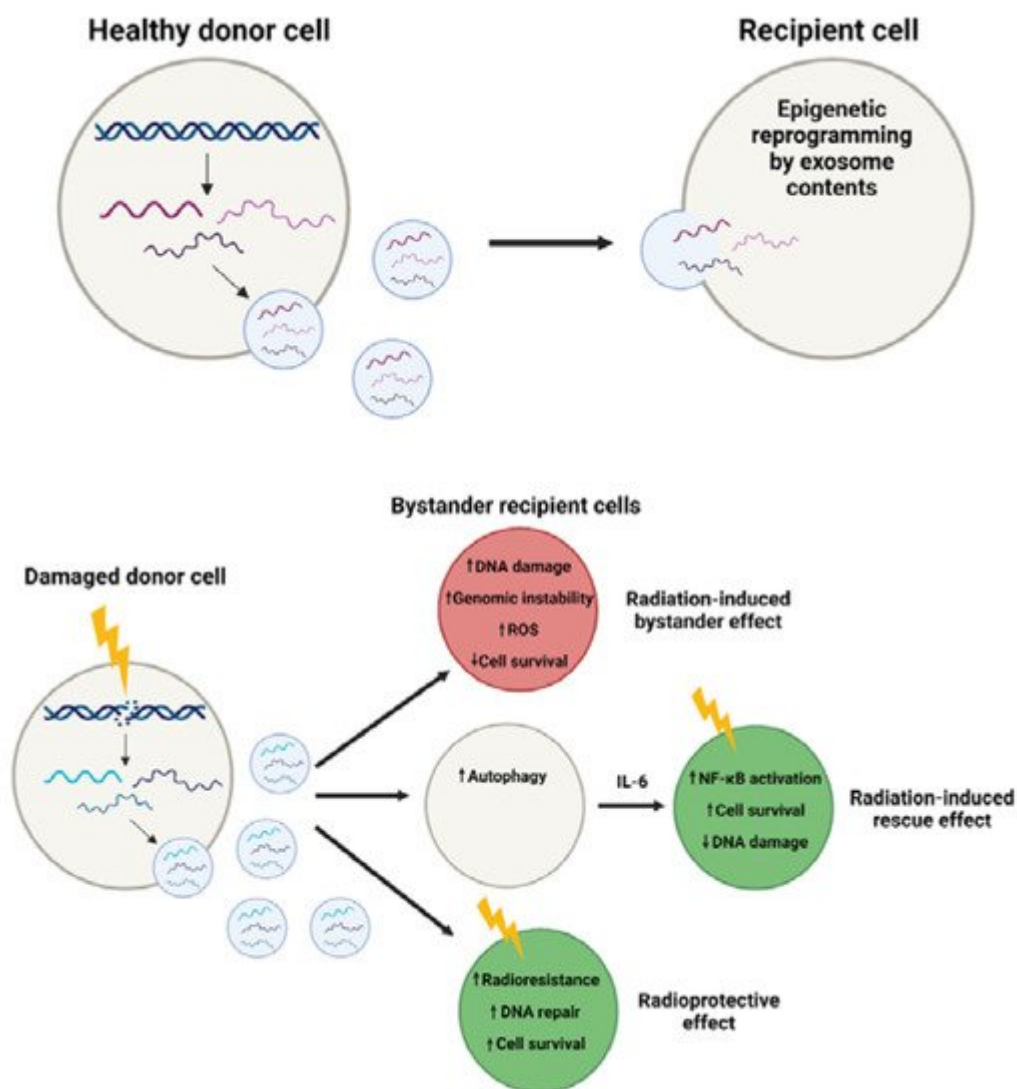 Healthy donor cell
Recipient cell
Epigenetic
reprogramming
by exosome
contents
Bystander recipient cells
Damaged donor cell
↑DNA damage
↑Genomic instability
↑ROS
↓Cell survival
Radiation-induced
bystander effect
↑Autophagy
IL-6
↑NF-κB activation
↑Cell survival
↓DNA damage
Radiation-induced
rescue effect
↑Radioresistance
↑DNA repair
↑Cell survival
Radioprotective
effect